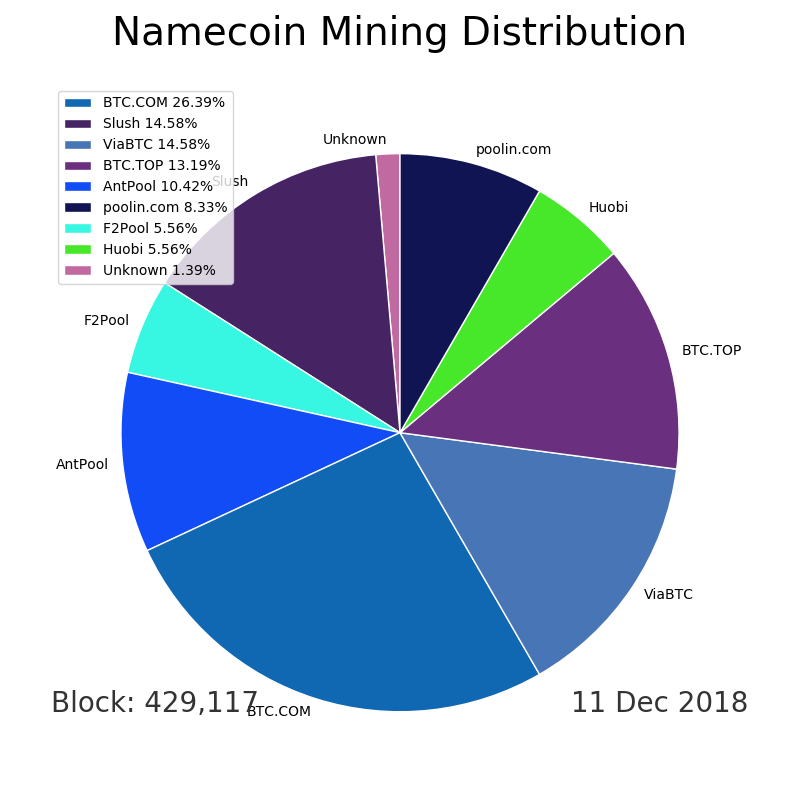 Namecoin Mining Distribution
BTC.COM 26.39%
Slush 14.58%
ViaBTC 14.58%
BTC.TOP 13.19%
AntPool 10.42%
poolin.com 8.33%
F2Pool 5.56%
Huobi 5.56%
Unknown 1.39%
Unknown
poolin.com
Slush
Huobi
F2Pool
BTC.TOP
AntPool
ViaBTC
BTC.COM
Block: 429,117
11 Dec 2018